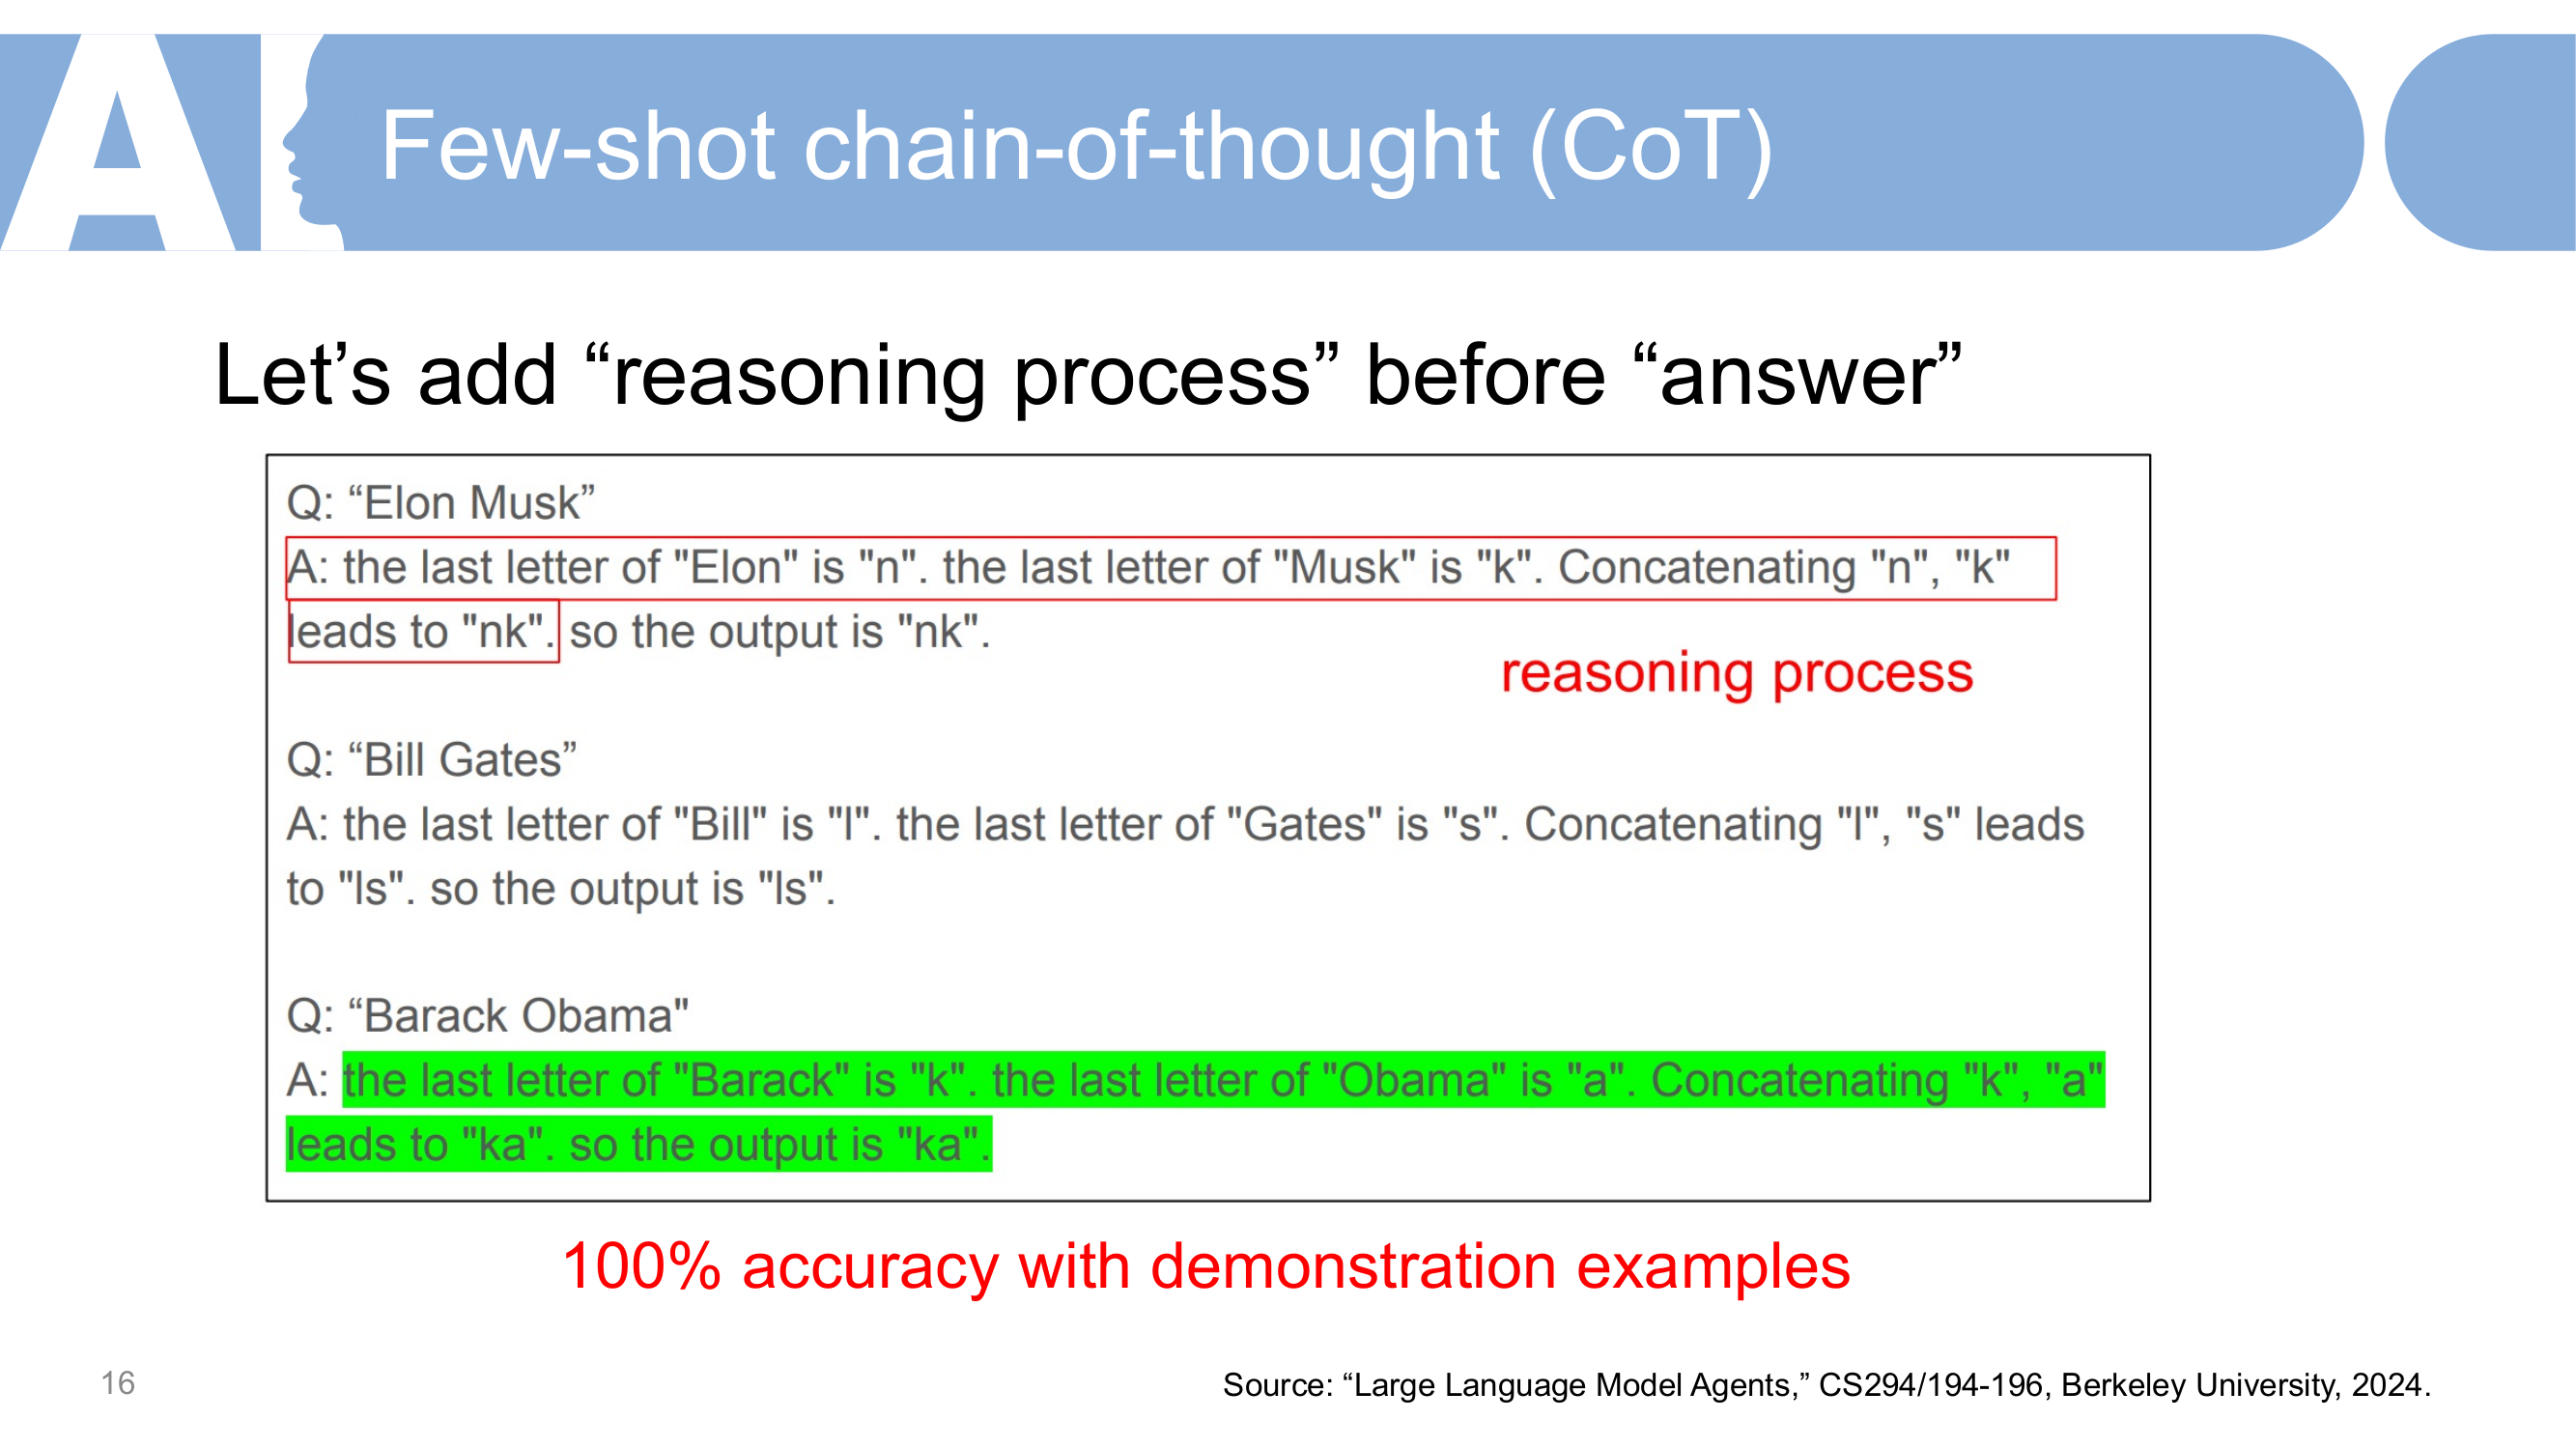 AI
Few-shot chain-of-thought (CoT)
Let’s add “reasoning process” before “answer”
Q: “Elon Musk”
A: the last letter of "Elon" is "n". the last letter of "Musk" is "k". Concatenating "n", "k"
leads to "nk". so the output is "nk".
reasoning process
Q: “Bill Gates”
A: the last letter of "Bill" is "l". the last letter of "Gates" is "s". Concatenating "l", "s" leads
to "ls". so the output is "ls".
Q: “Barack Obama"
A: the last letter of "Barack" is "k". the last letter of "Obama" is "a". Concatenating "k", "a"
leads to "ka". so the output is "ka".
100% accuracy with demonstration examples
16
Source: “Large Language Model Agents,” CS294/194-196, Berkeley University, 2024.